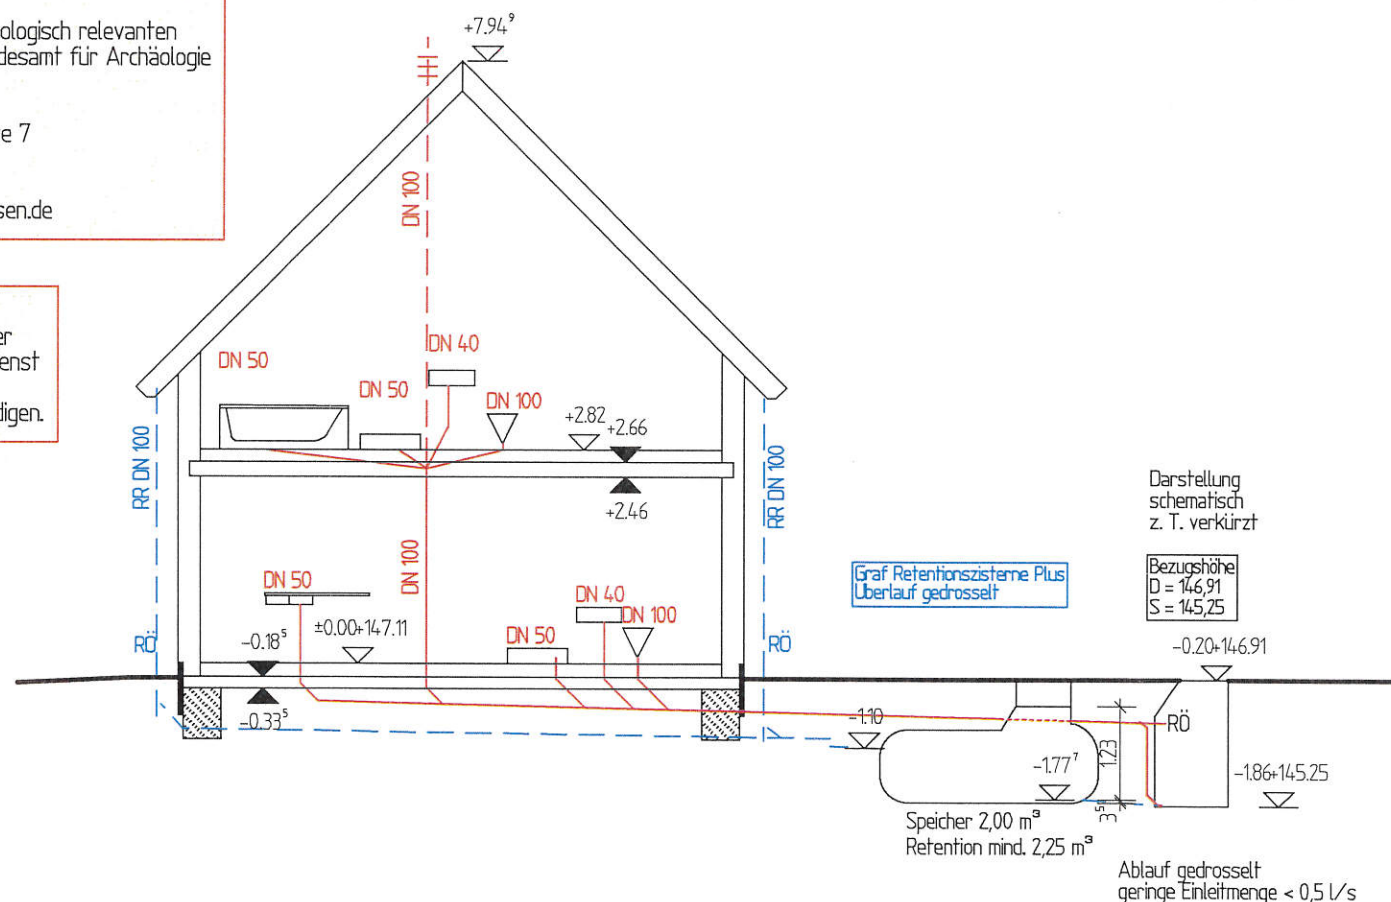 ologisch relevanten
desamt für Archäologie
e 7
sen.de
er
enst
digen.
+7.94⁹
DN 100
DN 40
DN 50
DN 50
DN 100
+2.82
+2.66
+2.46
RR DN 100
RR DN 100
DN 100
DN 50
DN 40
DN 100
DN 50
-0.18⁵
±0.00+147.11
-0.33⁵
RÖ
RÖ
Darstellung
schematisch
z. T. verkürzt
Graf Retentionszisterne Plus
Überlauf gedrosselt
Bezugshöhe
D = 146,91
S = 145,25
-0.20+146.91
-1.10
RÖ
-1.77⁷
1.23
3⁵
-1.86+145.25
Speicher 2,00 m³
Retention mind. 2,25 m³
Ablauf gedrosselt
geringe Einleitmenge < 0,5 l/s